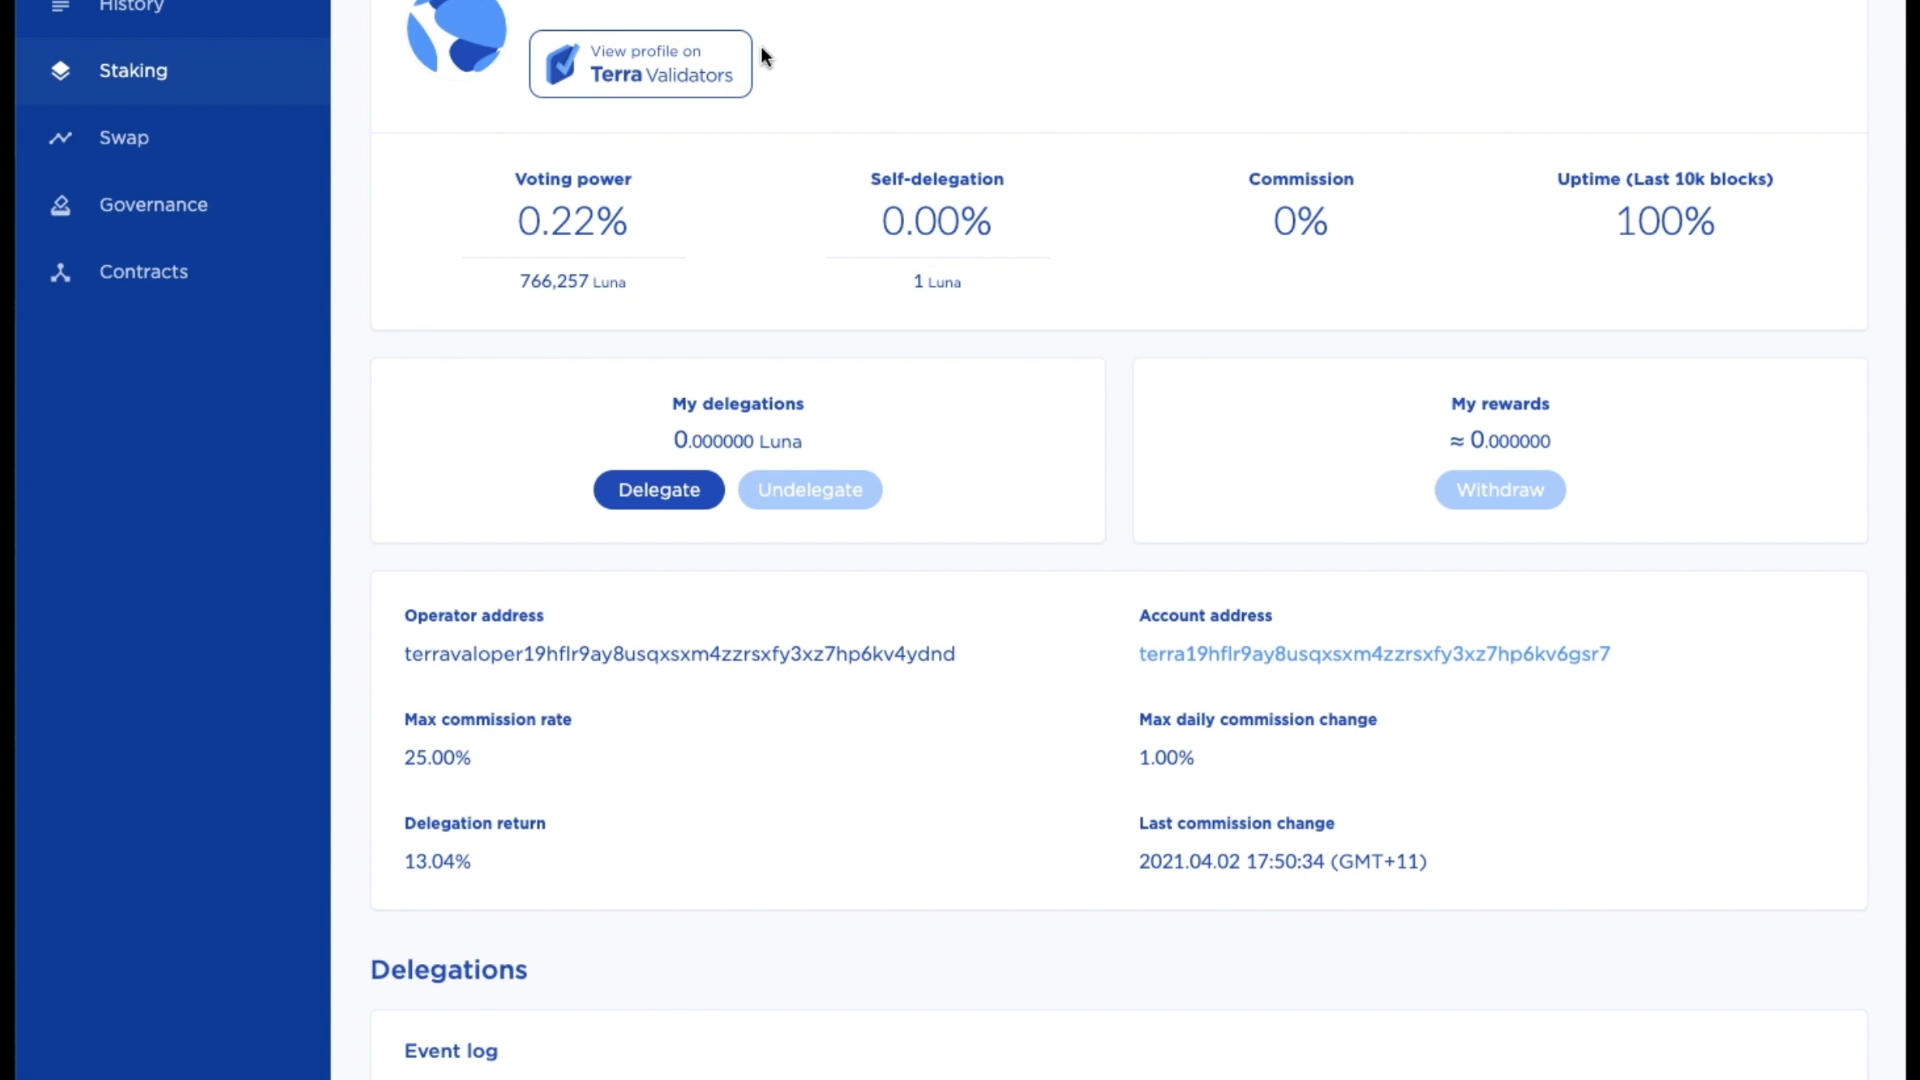 History
Staking
Swap
Governance
Contracts
View profile on
Terra Validators
Voting power
0.22%
766,257 Luna
Self-delegation
0.00%
1 Luna
Commission
0%
Uptime (Last 10k blocks)
100%
My delegations
0.000000 Luna
Delegate
Undelegate
My rewards
≈ 0.000000
Withdraw
Operator address
terravaloper19hflr9ay8usqxsxm4zzrsxfy3xz7hp6kv4ydnd
Account address
terra19hflr9ay8usqxsxm4zzrsxfy3xz7hp6kv6gsr7
Max commission rate
25.00%
Max daily commission change
1.00%
Delegation return
13.04%
Last commission change
2021.04.02 17:50:34 (GMT+11)
Delegations
Event log